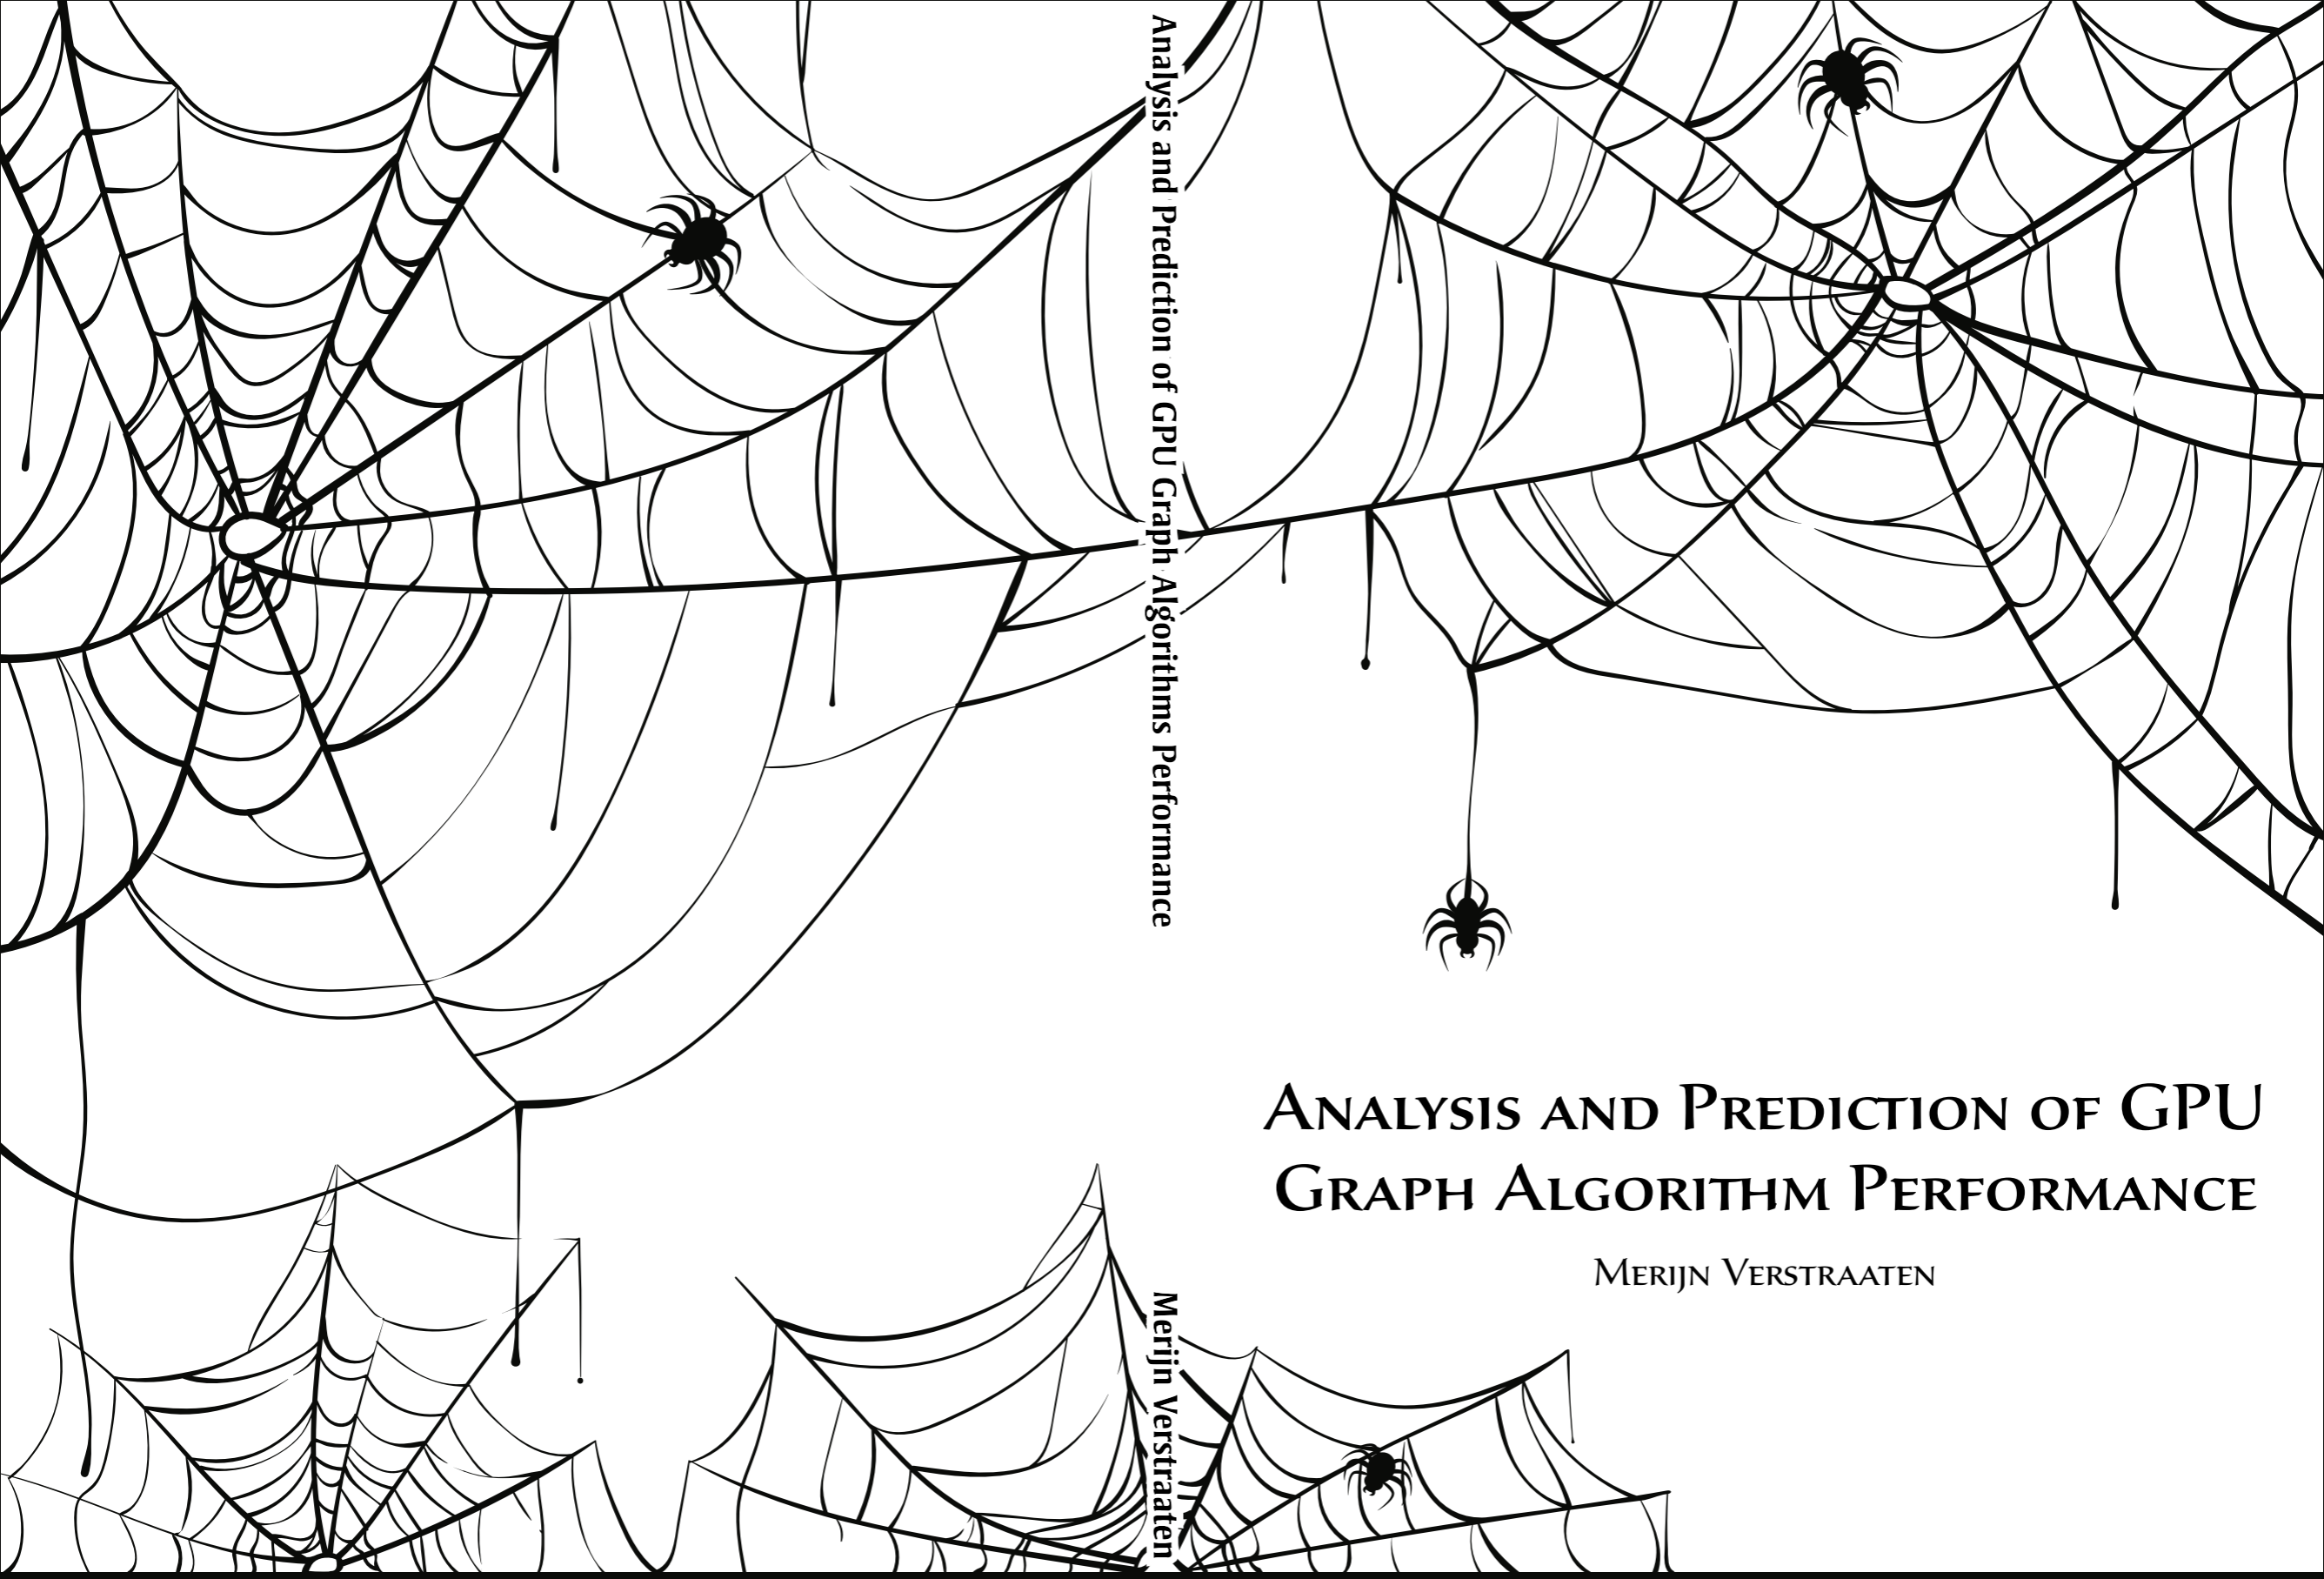 Analysis and Prediction of GPU Graph Algorithms Performance
Merijn Verstraaten
Analysis and Prediction of GPU
Graph Algorithm Performance
Merijn Verstraaten